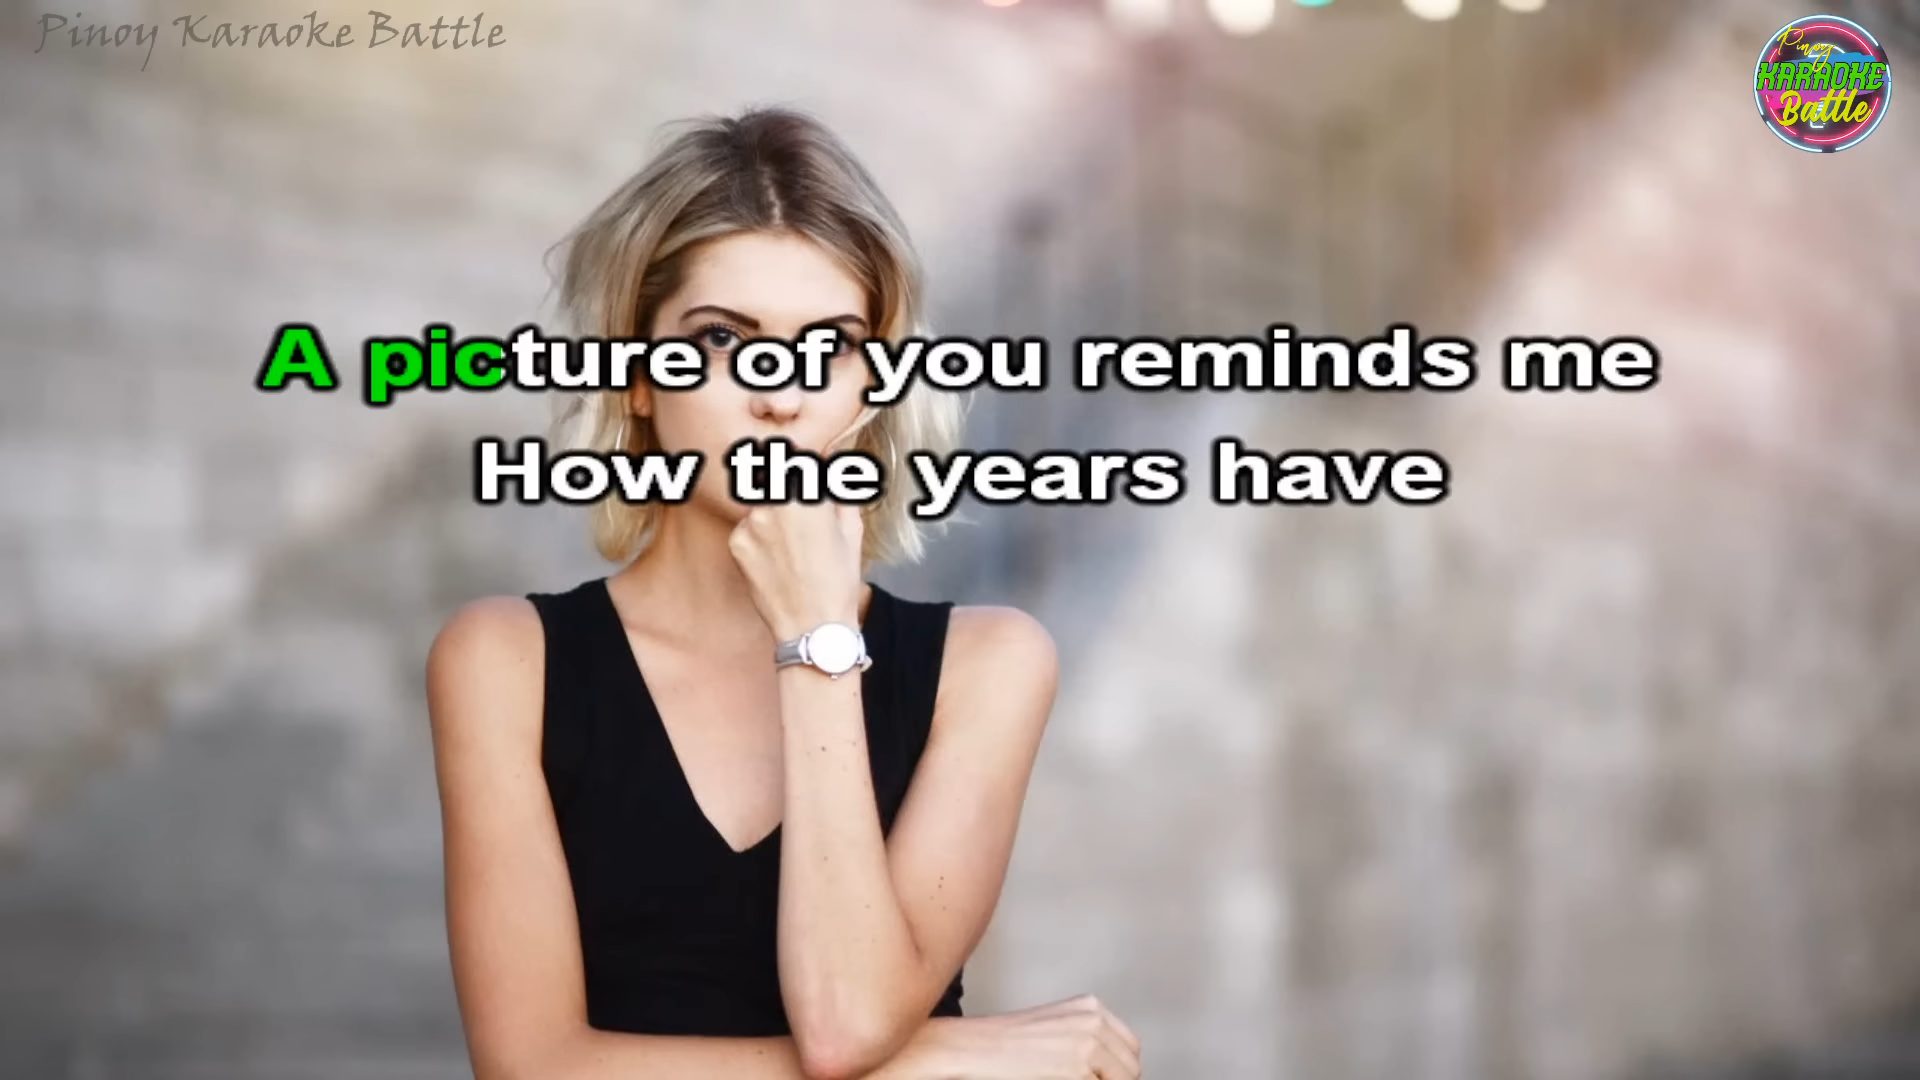 Pinoy Karaoke Battle
Pinoy
KARAOKE
Battle
A picture of you reminds me
How the years have